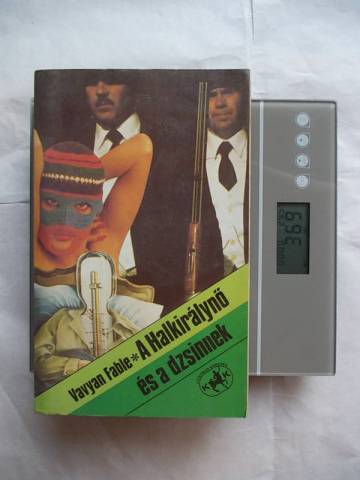 Vavyan Fable * A Halkirálynő
és a dzsinnek
K K
369